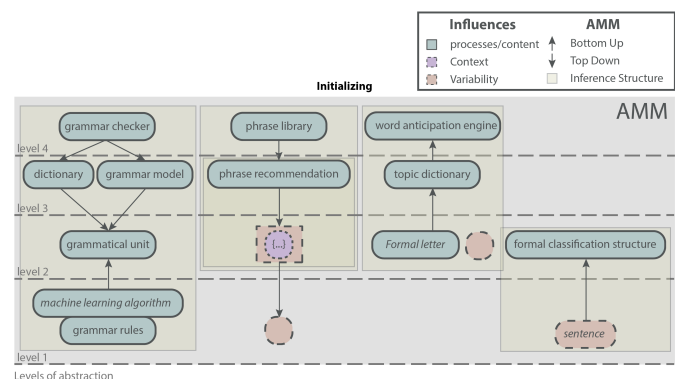 Influences
AMM
processes/content
Bottom Up
Context
Top Down
Variability
Inference Structure
Initializing
AMM
grammar checker
phrase library
word anticipation engine
level 4
dictionary
grammar model
phrase recommendation
topic dictionary
level 3
grammatical unit
[...]
Formal letter
formal classification structure
level 2
machine learning algorithm
grammar rules
sentence
level 1
Levels of abstraction